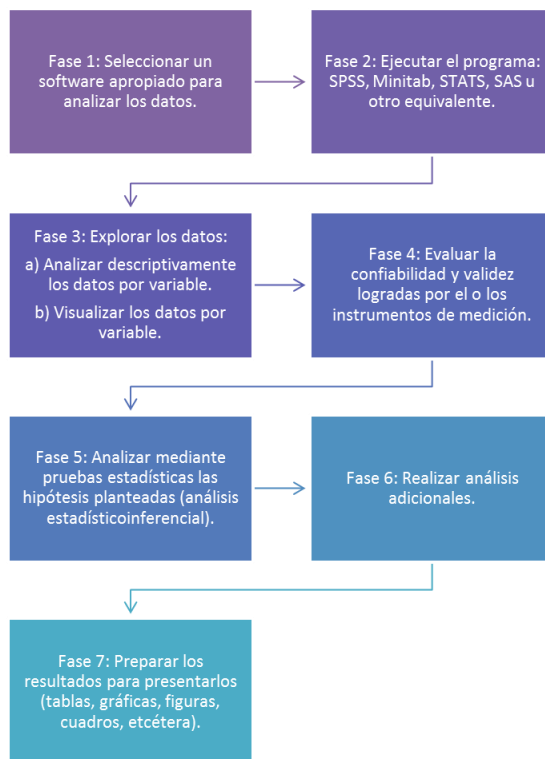 Fase 1: Seleccionar un
software apropiado para
analizar los datos.
Fase 2: Ejecutar el programa:
SPSS, Minitab, STATS, SAS u
otro equivalente.
Fase 3: Explorar los datos:
a) Analizar descriptivamente
los datos por variable.
b) Visualizar los datos por
variable.
Fase 4: Evaluar la
confiabilidad y validez
logradas por el o los
instrumentos de medición.
Fase 5: Analizar mediante
pruebas estadísticas las
hipótesis planteadas (análisis
estadísticoinferencial).
Fase 6: Realizar análisis
adicionales.
Fase 7: Preparar los
resultados para presentarlos
(tablas, gráficas, figuras,
cuadros, etcétera).